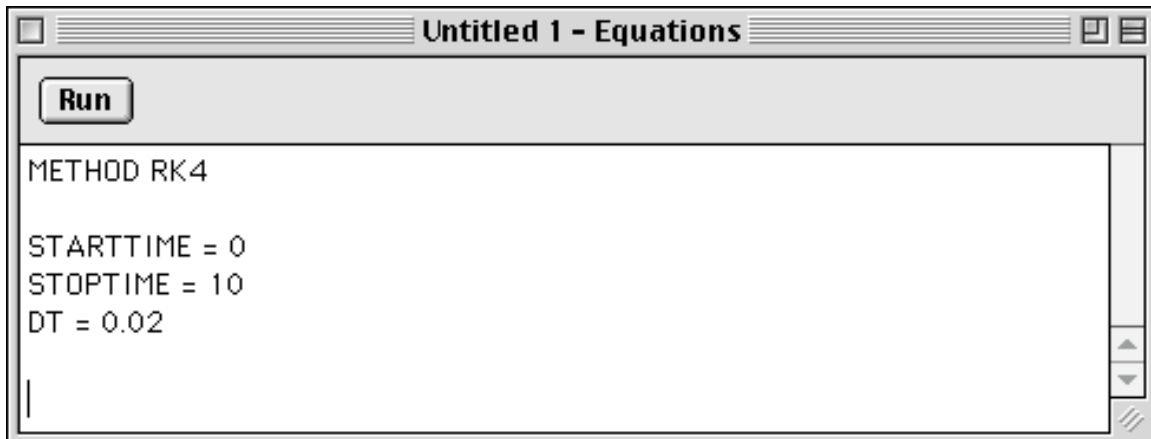 Untitled 1 - Equations
Run
METHOD RK4
STARTTIME = 0
STOPTIME = 10
DT = 0.02